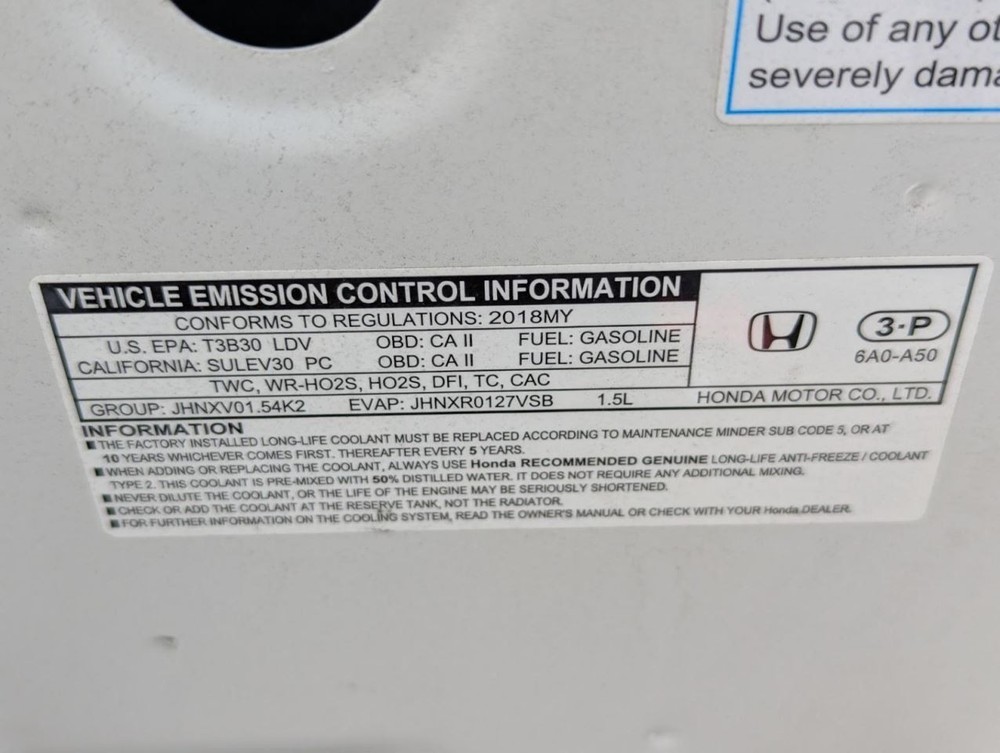 Use of any
severely
VEHICLE EMISSION CONTROL INFORMATION
CONFORMS TO REGULATIONS: 2018MY
U.S. EPA: T3B30 LDV OBD: CA II FUEL: GASOLINE
CALIFORNIA: SULEV30 PC OBD: CA II FUEL: GASOLINE
TWC, WR-HO2S, HO2S, DFI, TC, CAC
GROUP: JHNXV01.54K2 EVAP: JHNXR0127VSB 1.5L
3-P
6A0-A50
HONDA MOTOR CO., LTD.
INFORMATION
■ THE FACTORY INSTALLED LONG-LIFE COOLANT MUST BE REPLACED ACCORDING TO MAINTENANCE MINDER SUB CODE 5, OR AT
10 YEARS WHICHEVER COMES FIRST. THEREAFTER EVERY 5 YEARS.
■ WHEN ADDING OR REPLACING THE COOLANT, ALWAYS USE Honda RECOMMENDED GENUINE LONG-LIFE ANTI-FREEZE / COOLANT
TYPE 2. THIS COOLANT IS PRE-MIXED WITH 50% DISTILLED WATER. IT DOES NOT REQUIRE ANY ADDITIONAL MIXING.
■ NEVER DILUTE THE COOLANT, OR THE LIFE OF THE ENGINE MAY BE SERIOUSLY SHORTENED.
■ CHECK OR ADD THE COOLANT AT THE RESERVE TANK, NOT THE RADIATOR.
■ FOR FURTHER INFORMATION ON THE COOLING SYSTEM, READ THE OWNER'S MANUAL OR CHECK WITH YOUR Honda DEALER.